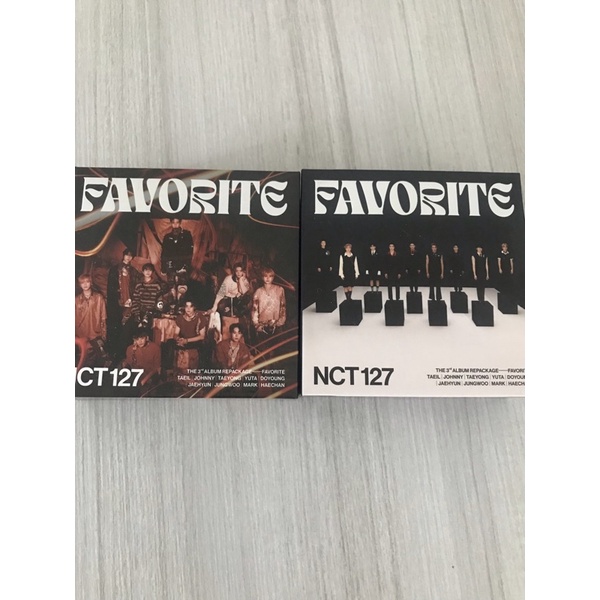 FAVORITE
CT 127
THE 3rd ALBUM REPACKAGE — FAVORITE
TAEIL | JOHNNY | TAEYONG | YUTA | DOYOUNG
| JAEHYUN | JUNGWOO | MARK | HAECHAN
FAVORITE
NCT 127
THE 3rd ALBUM REPACKAGE — FAVORIT
TAEIL | JOHNNY | TAEYONG | YUTA | DOYOUN
| JAEHYUN | JUNGWOO | MARK | HAECHA